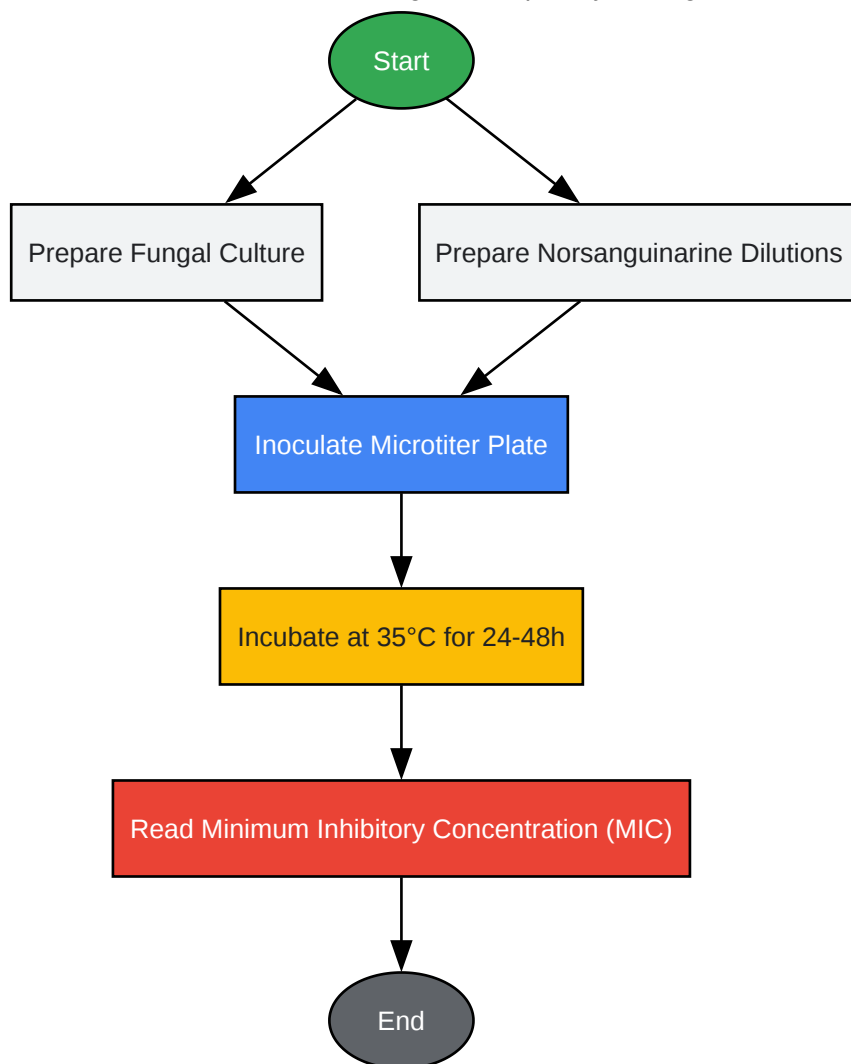 Start
Prepare Fungal Culture
Prepare Norsanguinarine Dilutions
Inoculate Microtiter Plate
Incubate at 35°C for 24-48h
Read Minimum Inhibitory Concentration (MIC)
End